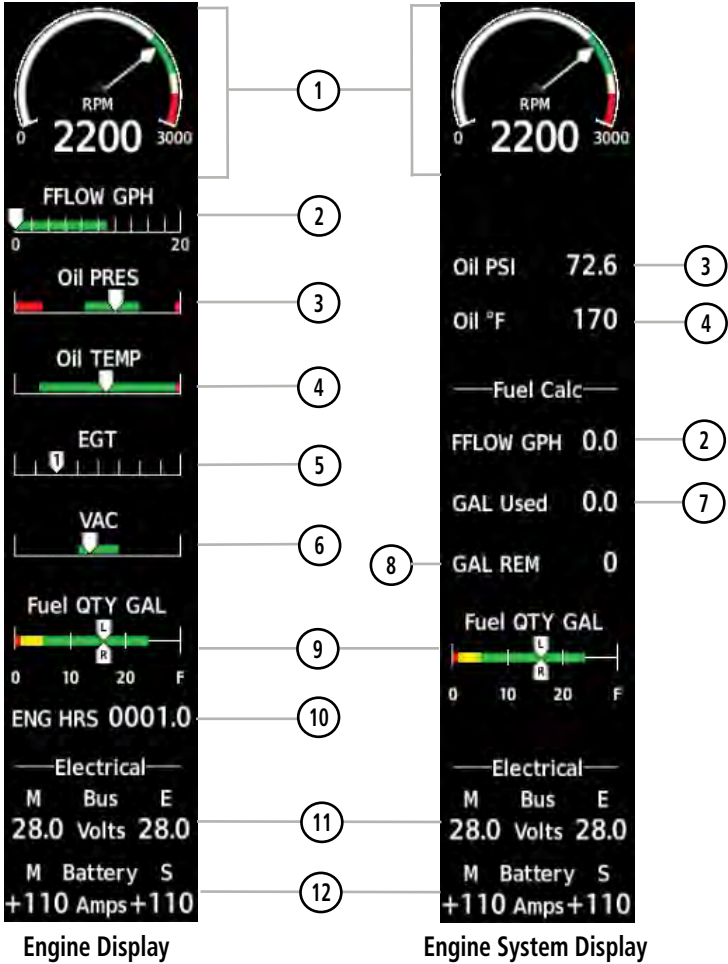 RPM
0 2200 3000
FFLOW GPH
0 20
Oil PRES
Oil TEMP
EGT
T
VAC
Fuel QTY GAL
L
R
0 10 20 F
ENG HRS 0001.0
Electrical
M Bus E
28.0 Volts 28.0
M Battery S
+110 Amps +110
Engine Display
1
2
3
4
5
6
9
10
11
12
RPM
0 2200 3000
Oil PSI 72.6 3
Oil °F 170 4
Fuel Calc
FFLOW GPH 0.0 2
GAL Used 0.0 7
8 GAL REM 0
Fuel QTY GAL
L
R
0 10 20 F
Electrical
M Bus E
28.0 Volts 28.0
M Battery S
+110 Amps +110
Engine System Display